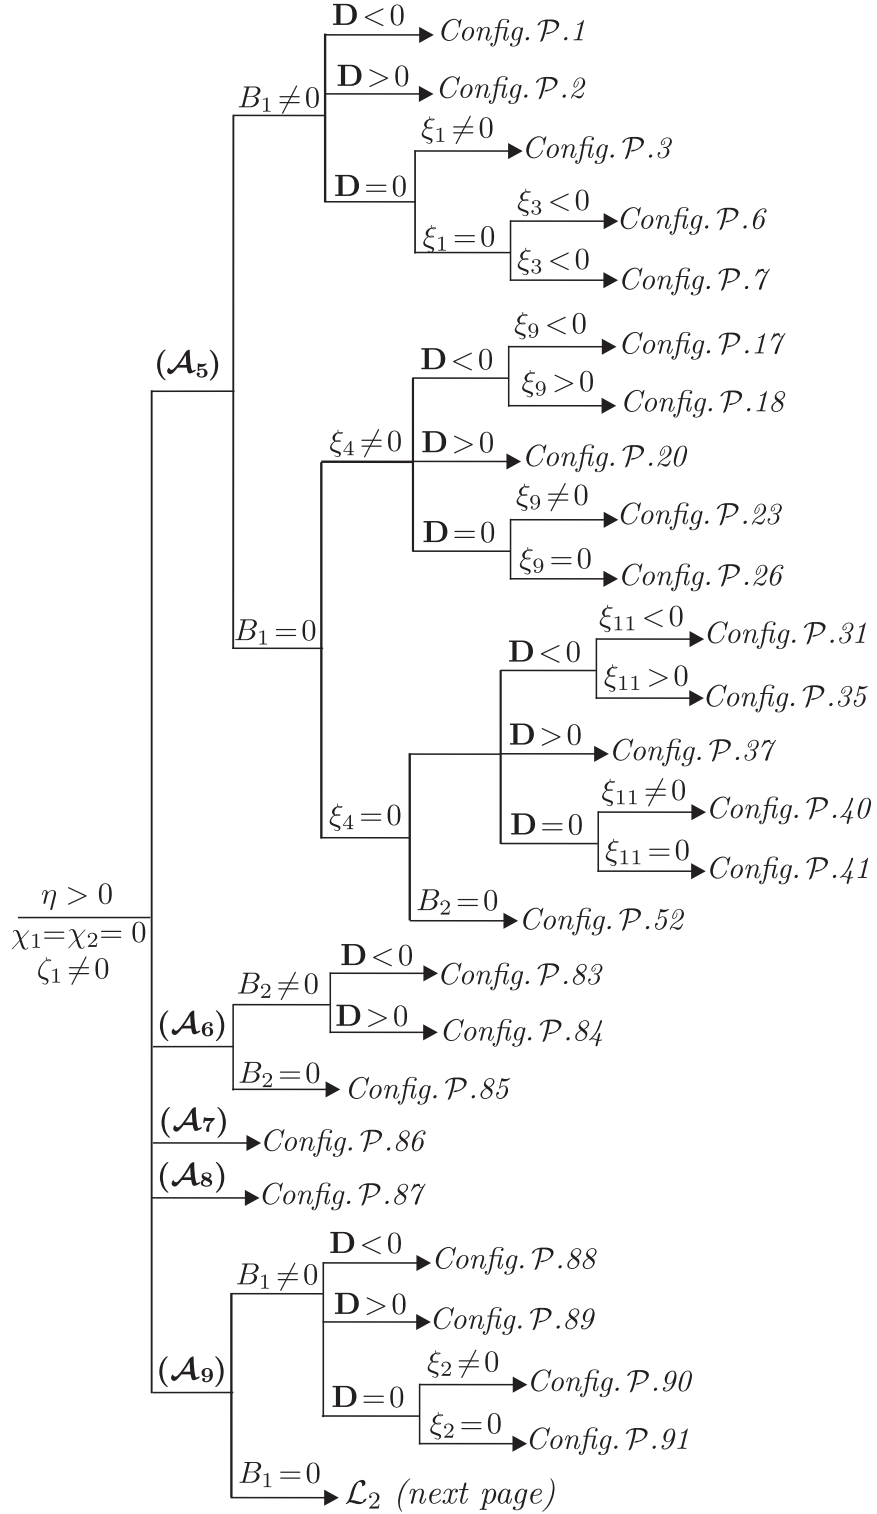 D<0 Config. P.1
D>0 Config. P.2
B₁≠0
ξ₁≠0 Config. P.3
D=0
ξ₃<0 Config. P.6
ξ₁=0
ξ₃<0 Config. P.7
ξ₉<0 Config. P.17
(𝓐₅)
D<0
ξ₉>0 Config. P.18
ξ₄≠0
D>0 Config. P.20
ξ₉≠0 Config. P.23
D=0
ξ₉=0 Config. P.26
B₁=0
ξ₁₁<0 Config. P.31
D<0
ξ₁₁>0 Config. P.35
D>0 Config. P.37
ξ₁₁≠0 Config. P.40
ξ₄=0
D=0
ξ₁₁=0 Config. P.41
η > 0
B₂=0 Config. P.52
χ₁=χ₂= 0
ζ₁≠0
D<0 Config. P.83
B₂≠0
(𝓐₆)
D>0 Config. P.84
B₂=0 Config. P.85
(𝓐₇) Config. P.86
(𝓐₈) Config. P.87
D<0 Config. P.88
B₁≠0
D>0 Config. P.89
(𝓐₉)
ξ₂≠0 Config. P.90
D=0
ξ₂=0 Config. P.91
B₁=0 𝓛₂ (next page)